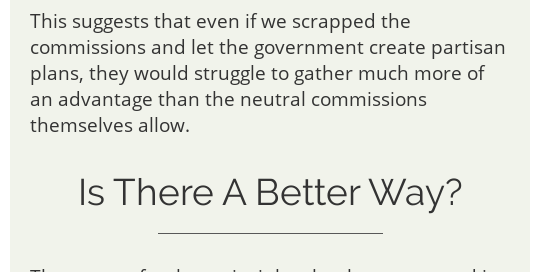 This suggests that even if we scrapped the
commissions and let the government create partisan
plans, they would struggle to gather much more of
an advantage than the neutral commissions
themselves allow.
Is There A Better Way?